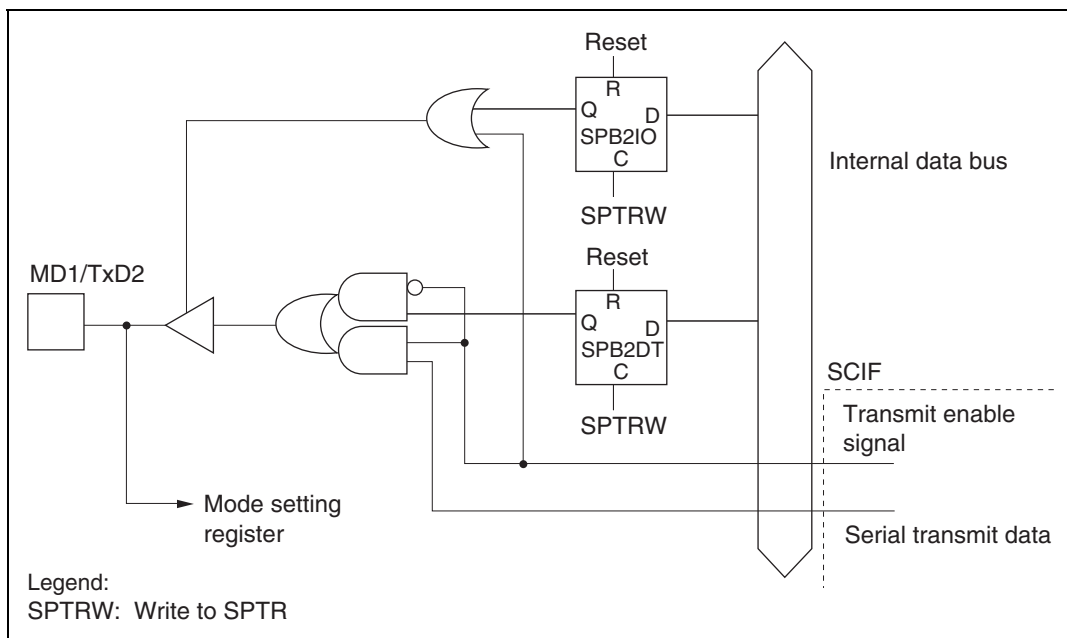 Reset
R
Q
D
SPB2IO
C
SPTRW
Internal data bus
Reset
MD1/TxD2
R
Q
D
SPB2DT
C
SPTRW
SCIF
Transmit enable
signal
Mode setting
register
Serial transmit data
Legend:
SPTRW: Write to SPTR